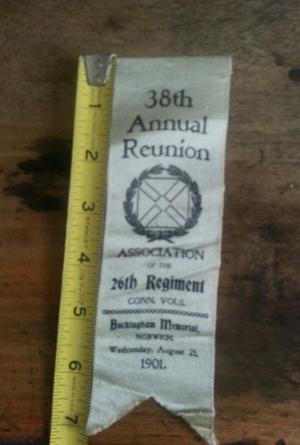 38th
Annual
Reunion
ASSOCIATION
OF THE
26th Regiment
CONN. VOLS.
Buckingham Memorial,
NORWICH,
Wednesday, August 21,
1901.
1
2
3
4
5
6
7